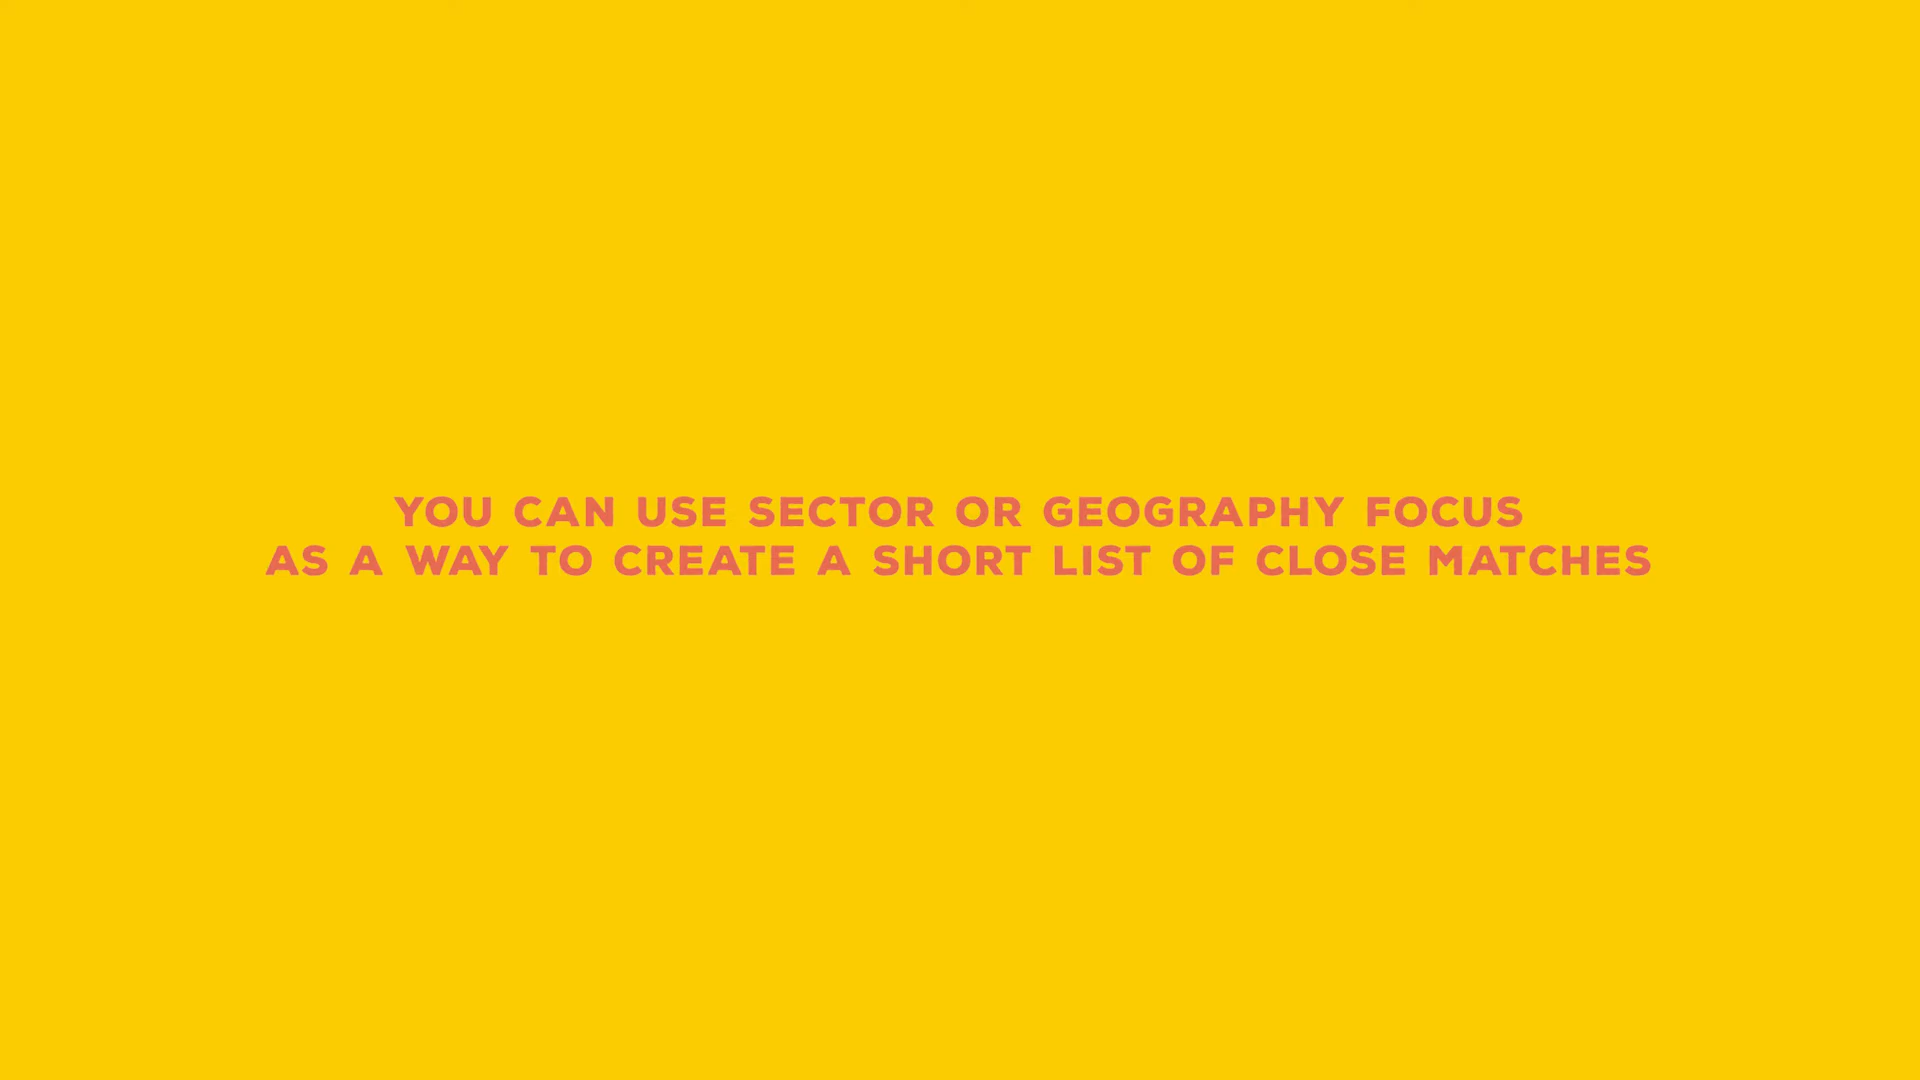 YOU CAN USE SECTOR OR GEOGRAPHY FOCUS
AS A WAY TO CREATE A SHORT LIST OF CLOSE MATCHES